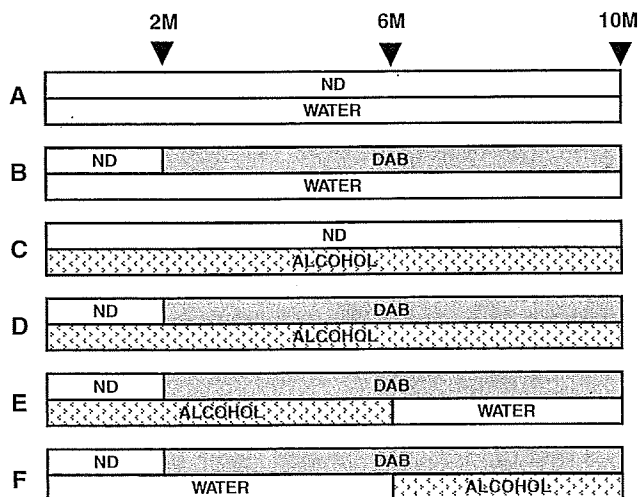 2M 6M 10M
A ND
WATER
B ND DAB
WATER
C ND
ALCOHOL
D ND DAB
ALCOHOL
E ND DAB
ALCOHOL WATER
F ND DAB
WATER ALCOHOL